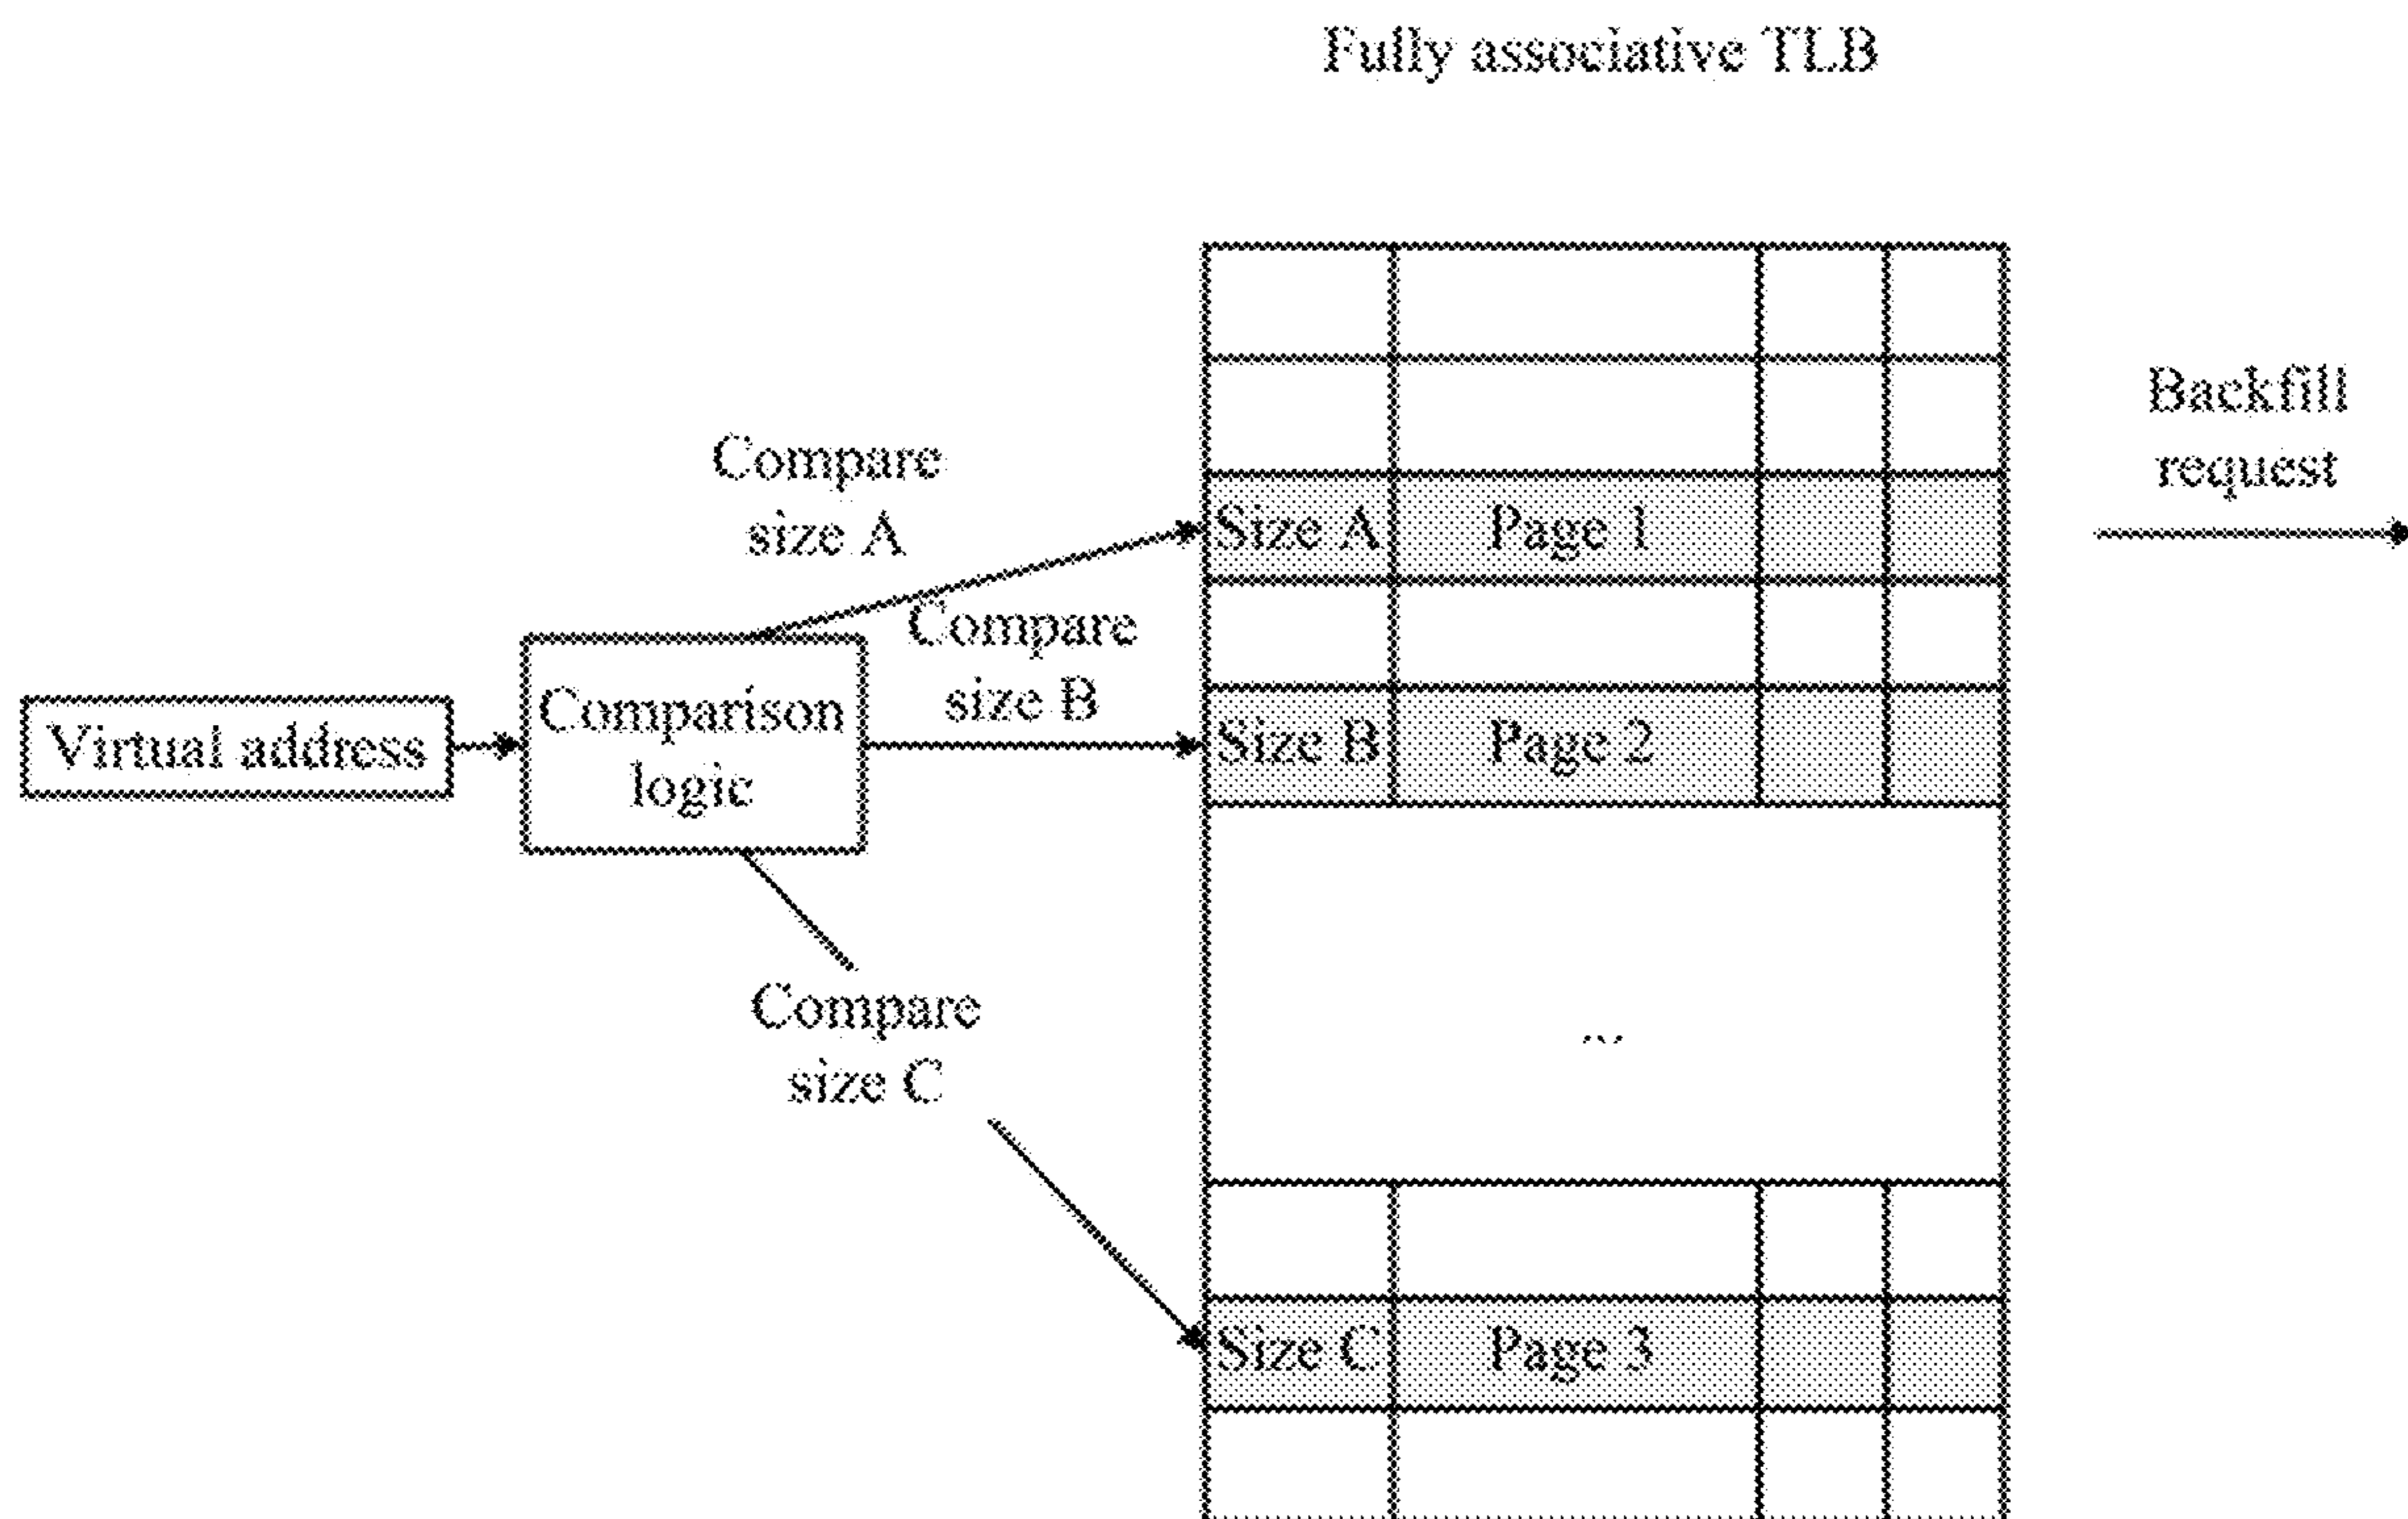 Fully associative TLB
Backfill
request
Compare
size A
Size A
Page 1
Compare
size B
Virtual address
Comparison
logic
Size B
Page 2
Compare
size C
...
Size C
Page 3